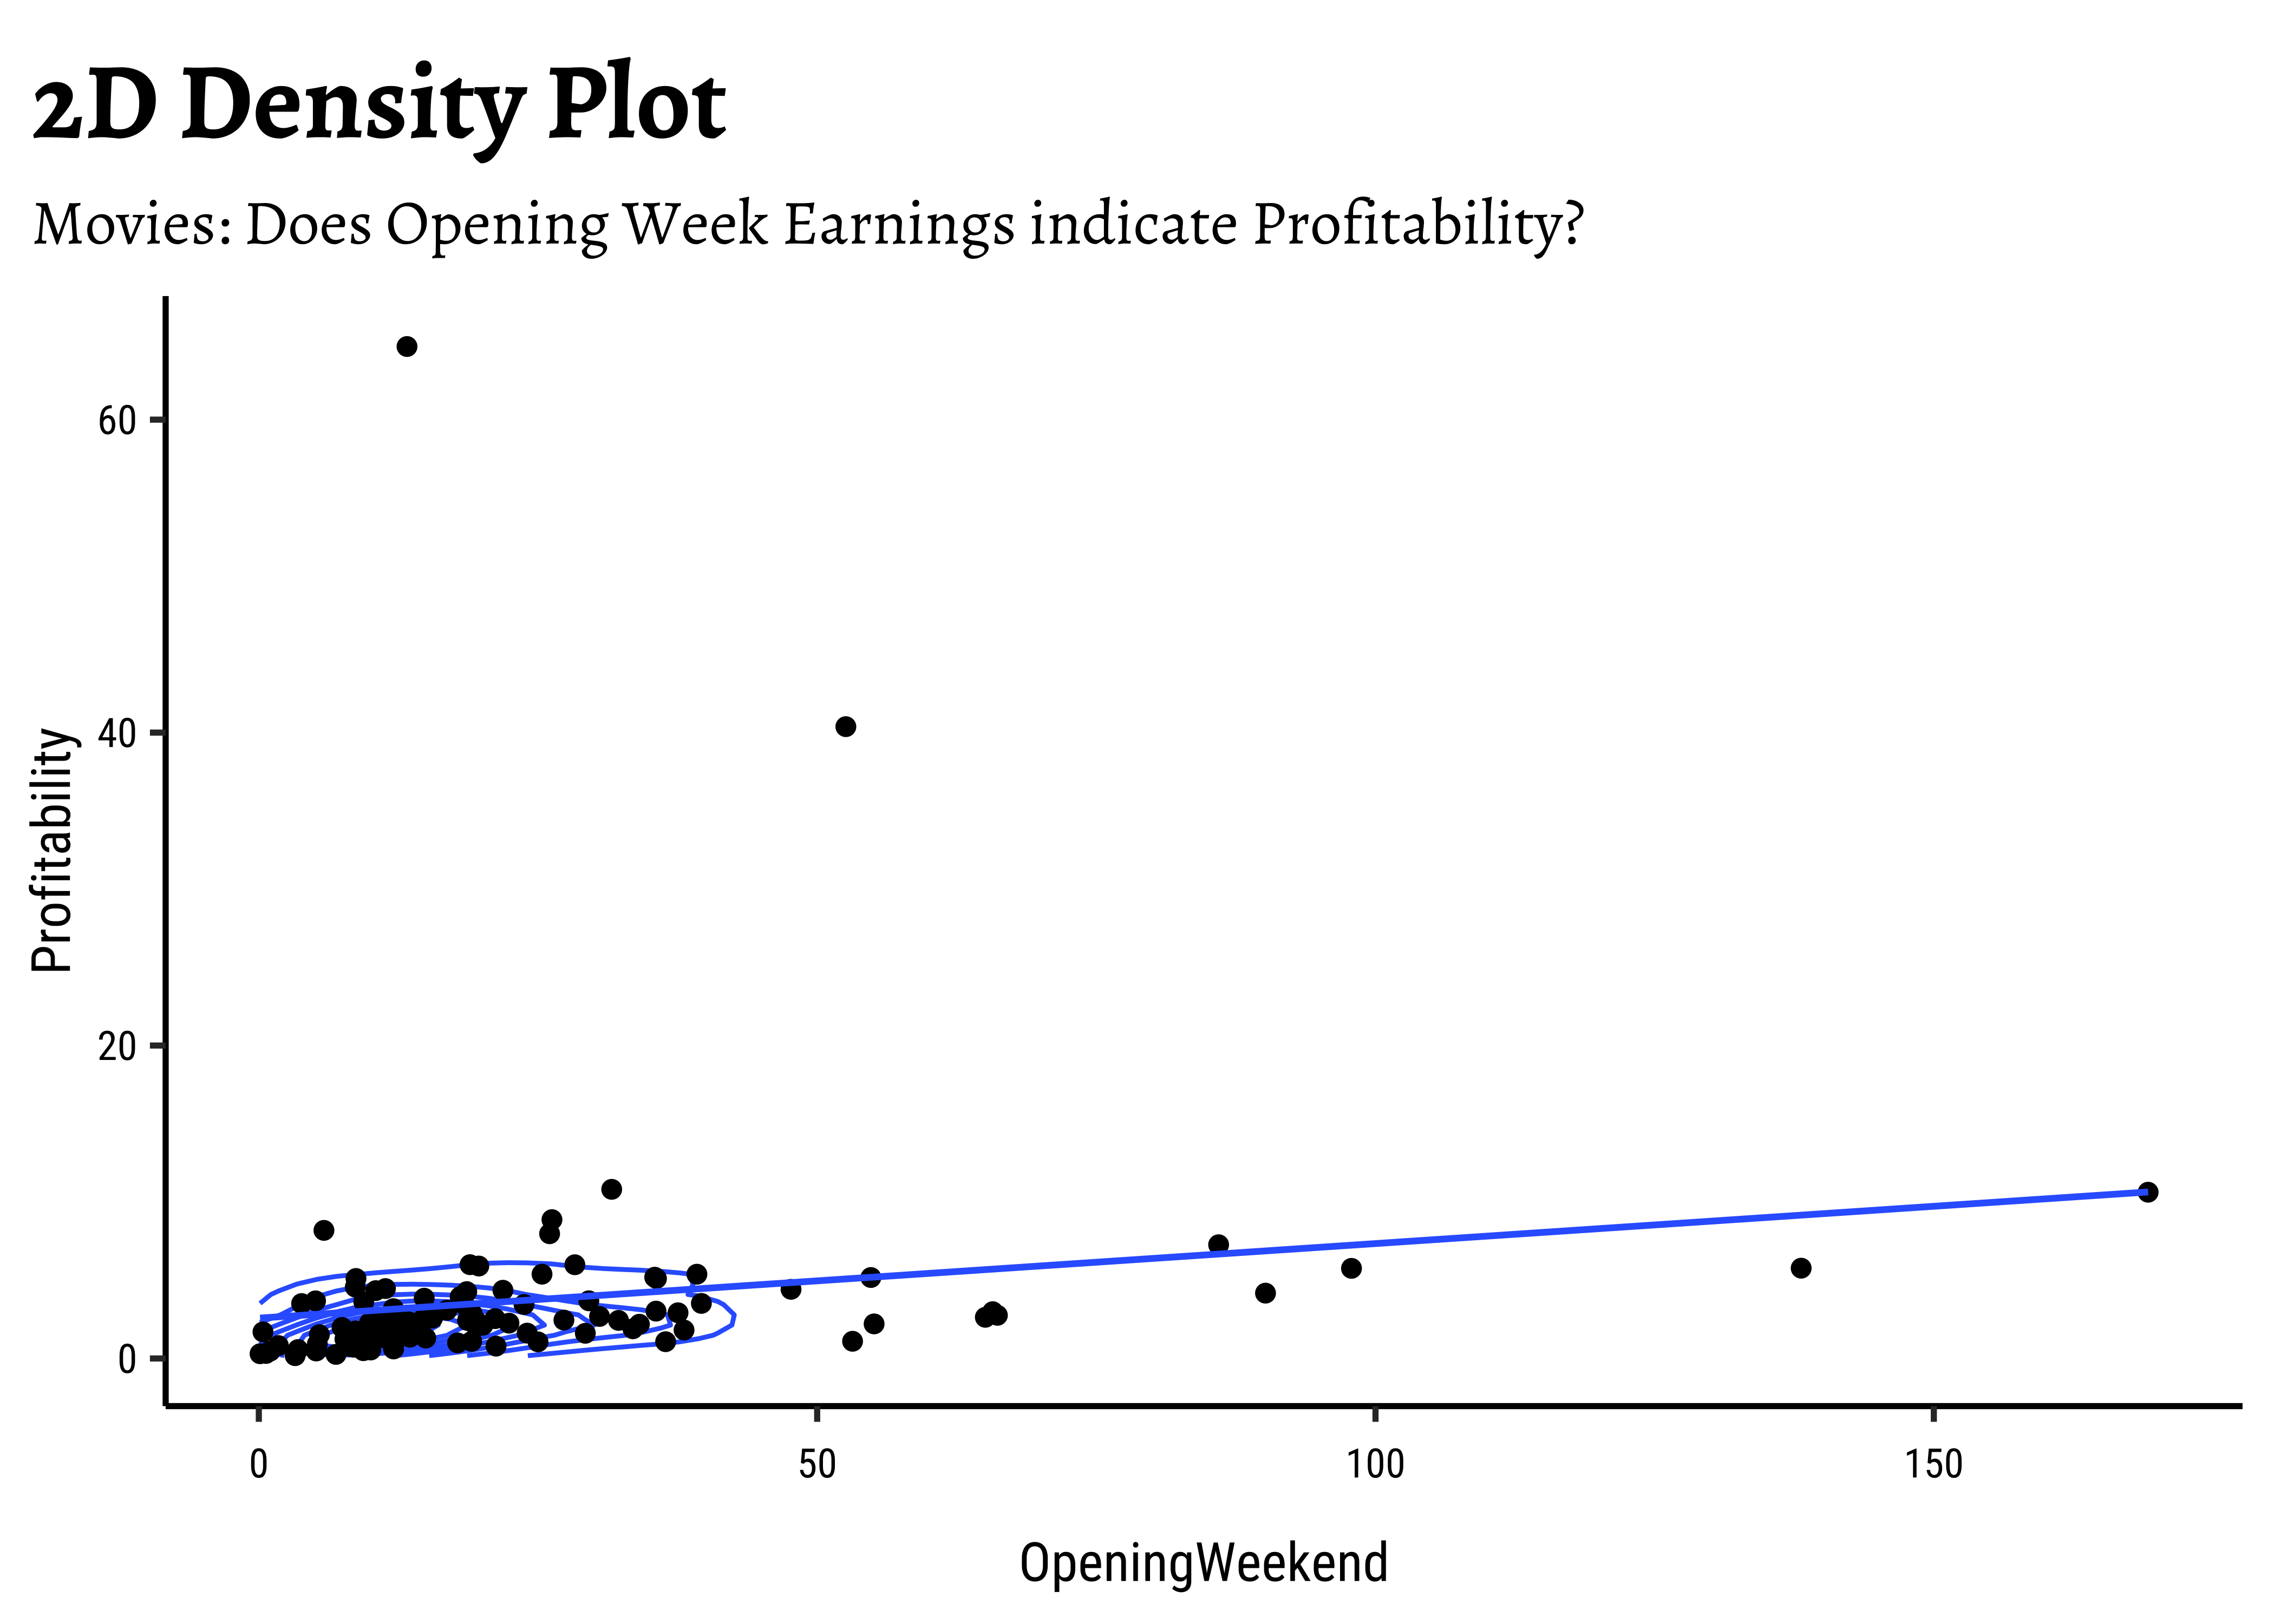 2D Density Plot
Movies: Does Opening Week Earnings indicate Profitability?
Profitability
60
40
20
0
0
50
100
150
OpeningWeekend